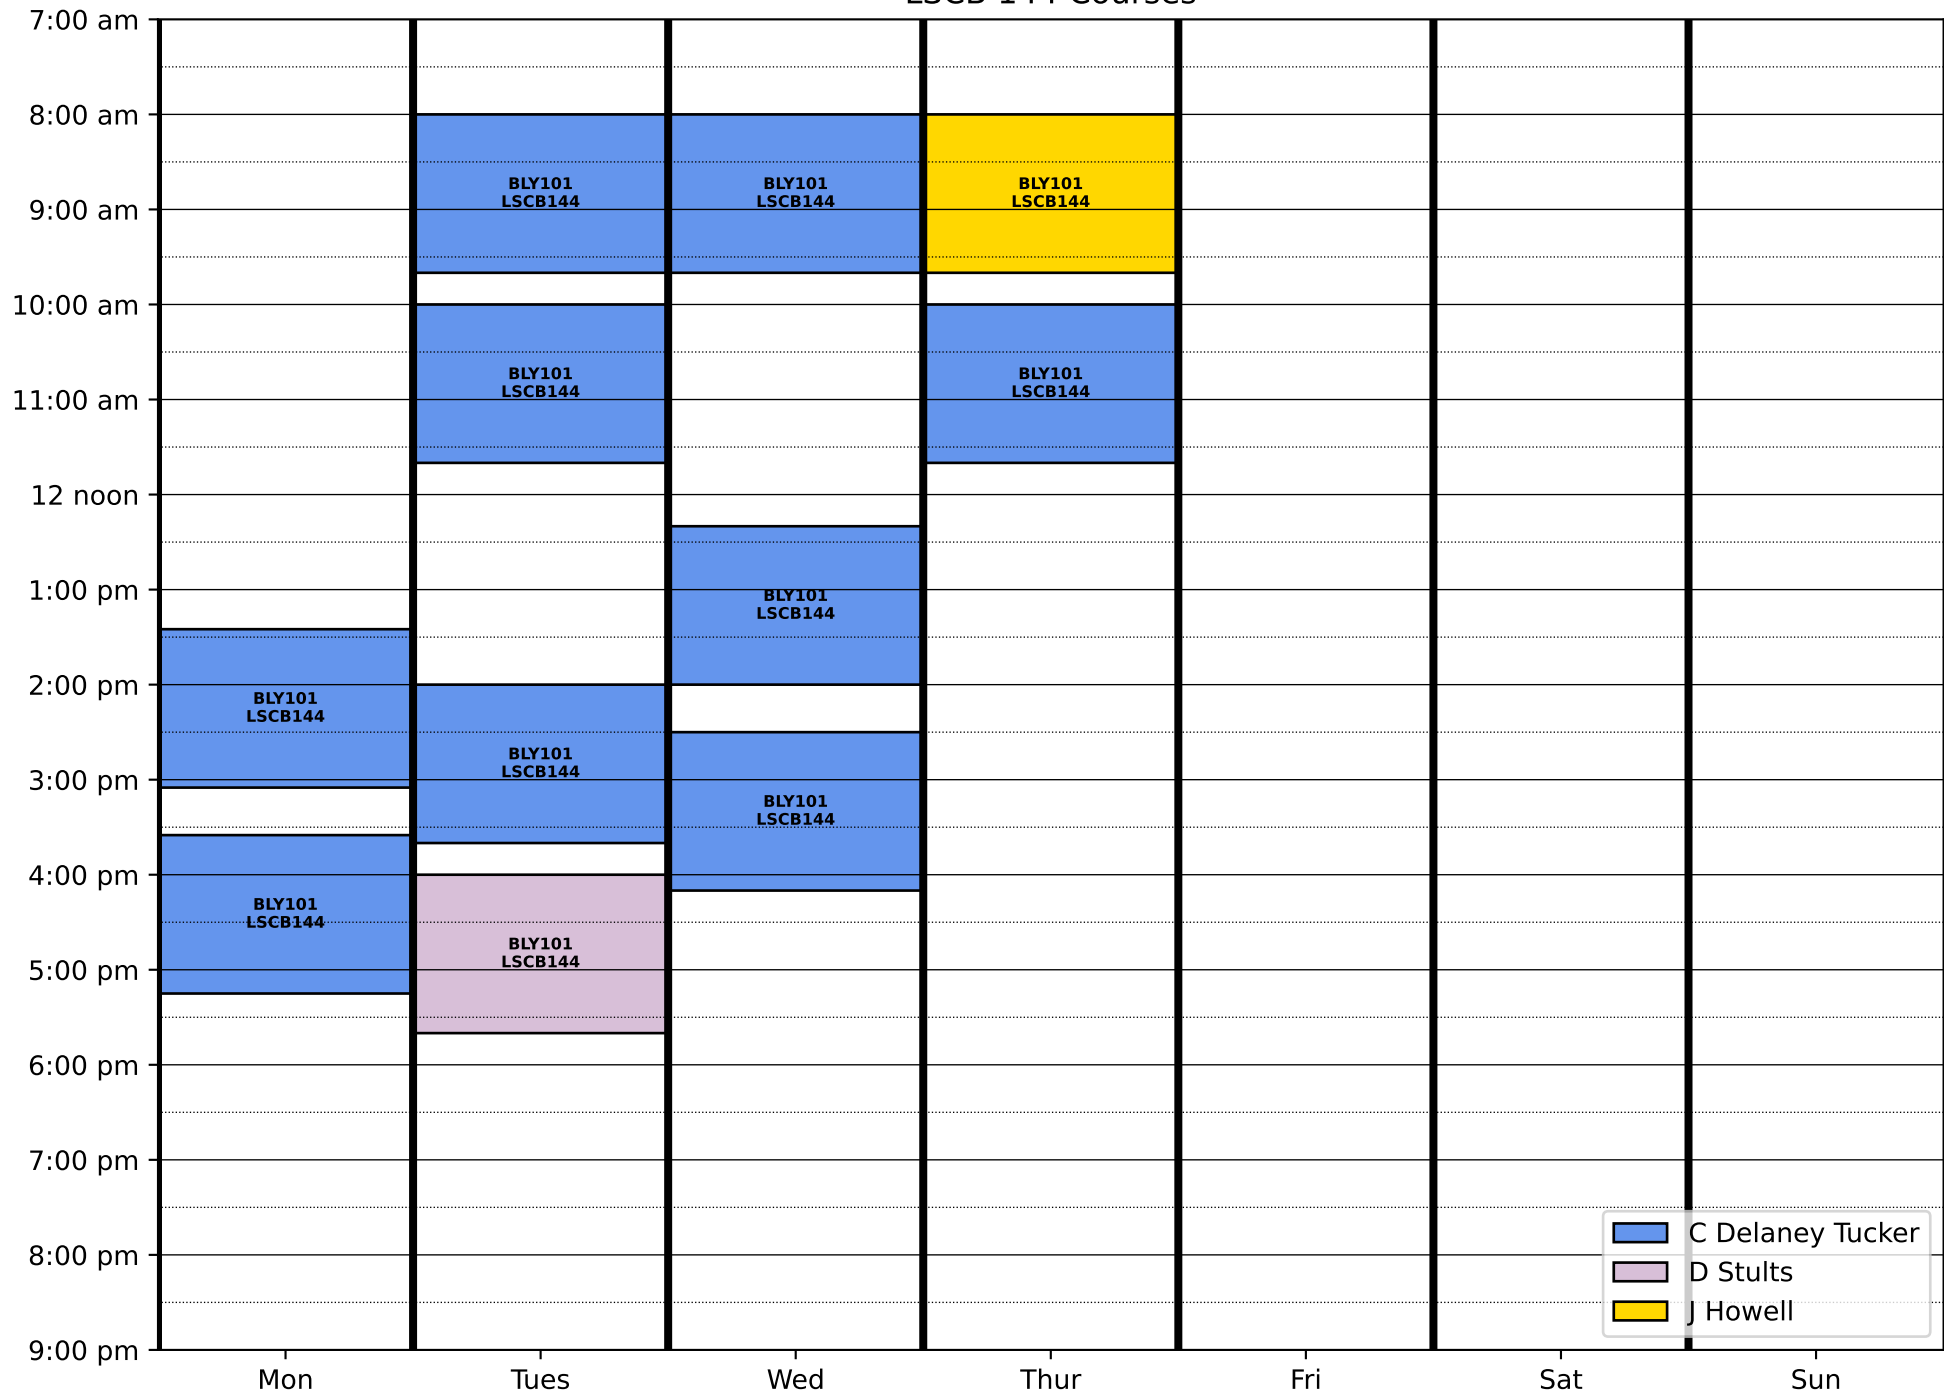 LSCB 144 Courses
7:00 am
8:00 am
9:00 am
10:00 am
11:00 am
12 noon
1:00 pm
2:00 pm
3:00 pm
4:00 pm
5:00 pm
6:00 pm
7:00 pm
8:00 pm
9:00 pm
BLY101
LSCB144
BLY101
LSCB144
BLY101
LSCB144
BLY101
LSCB144
BLY101
LSCB144
BLY101
LSCB144
BLY101
LSCB144
BLY101
LSCB144
BLY101
LSCB144
BLY101
LSCB144
BLY101
LSCB144
C Delaney Tucker
D Stults
J Howell
Mon
Tues
Wed
Thur
Fri
Sat
Sun